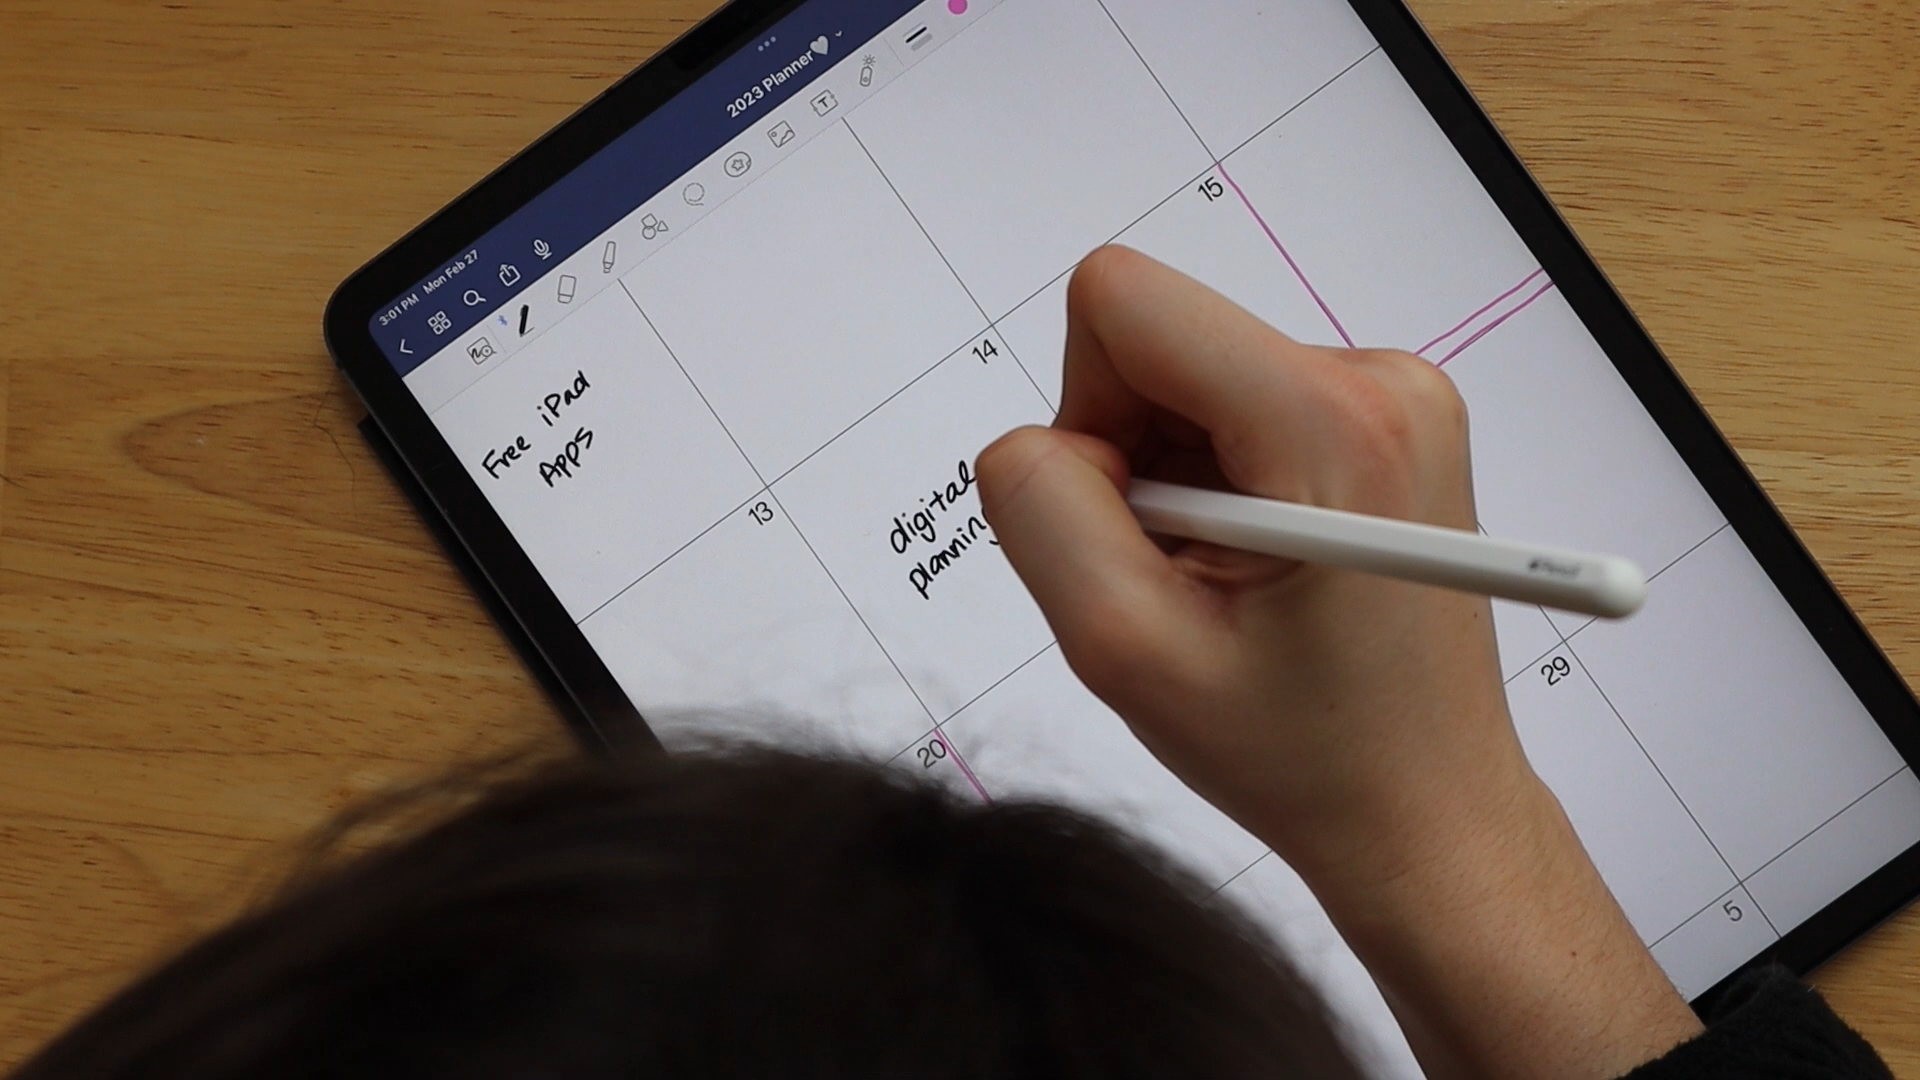 3:01 PM Mon Feb 27
2023 Planner🤍
T
Free iPad
Apps
13
14
15
digital
planning
20
29
5